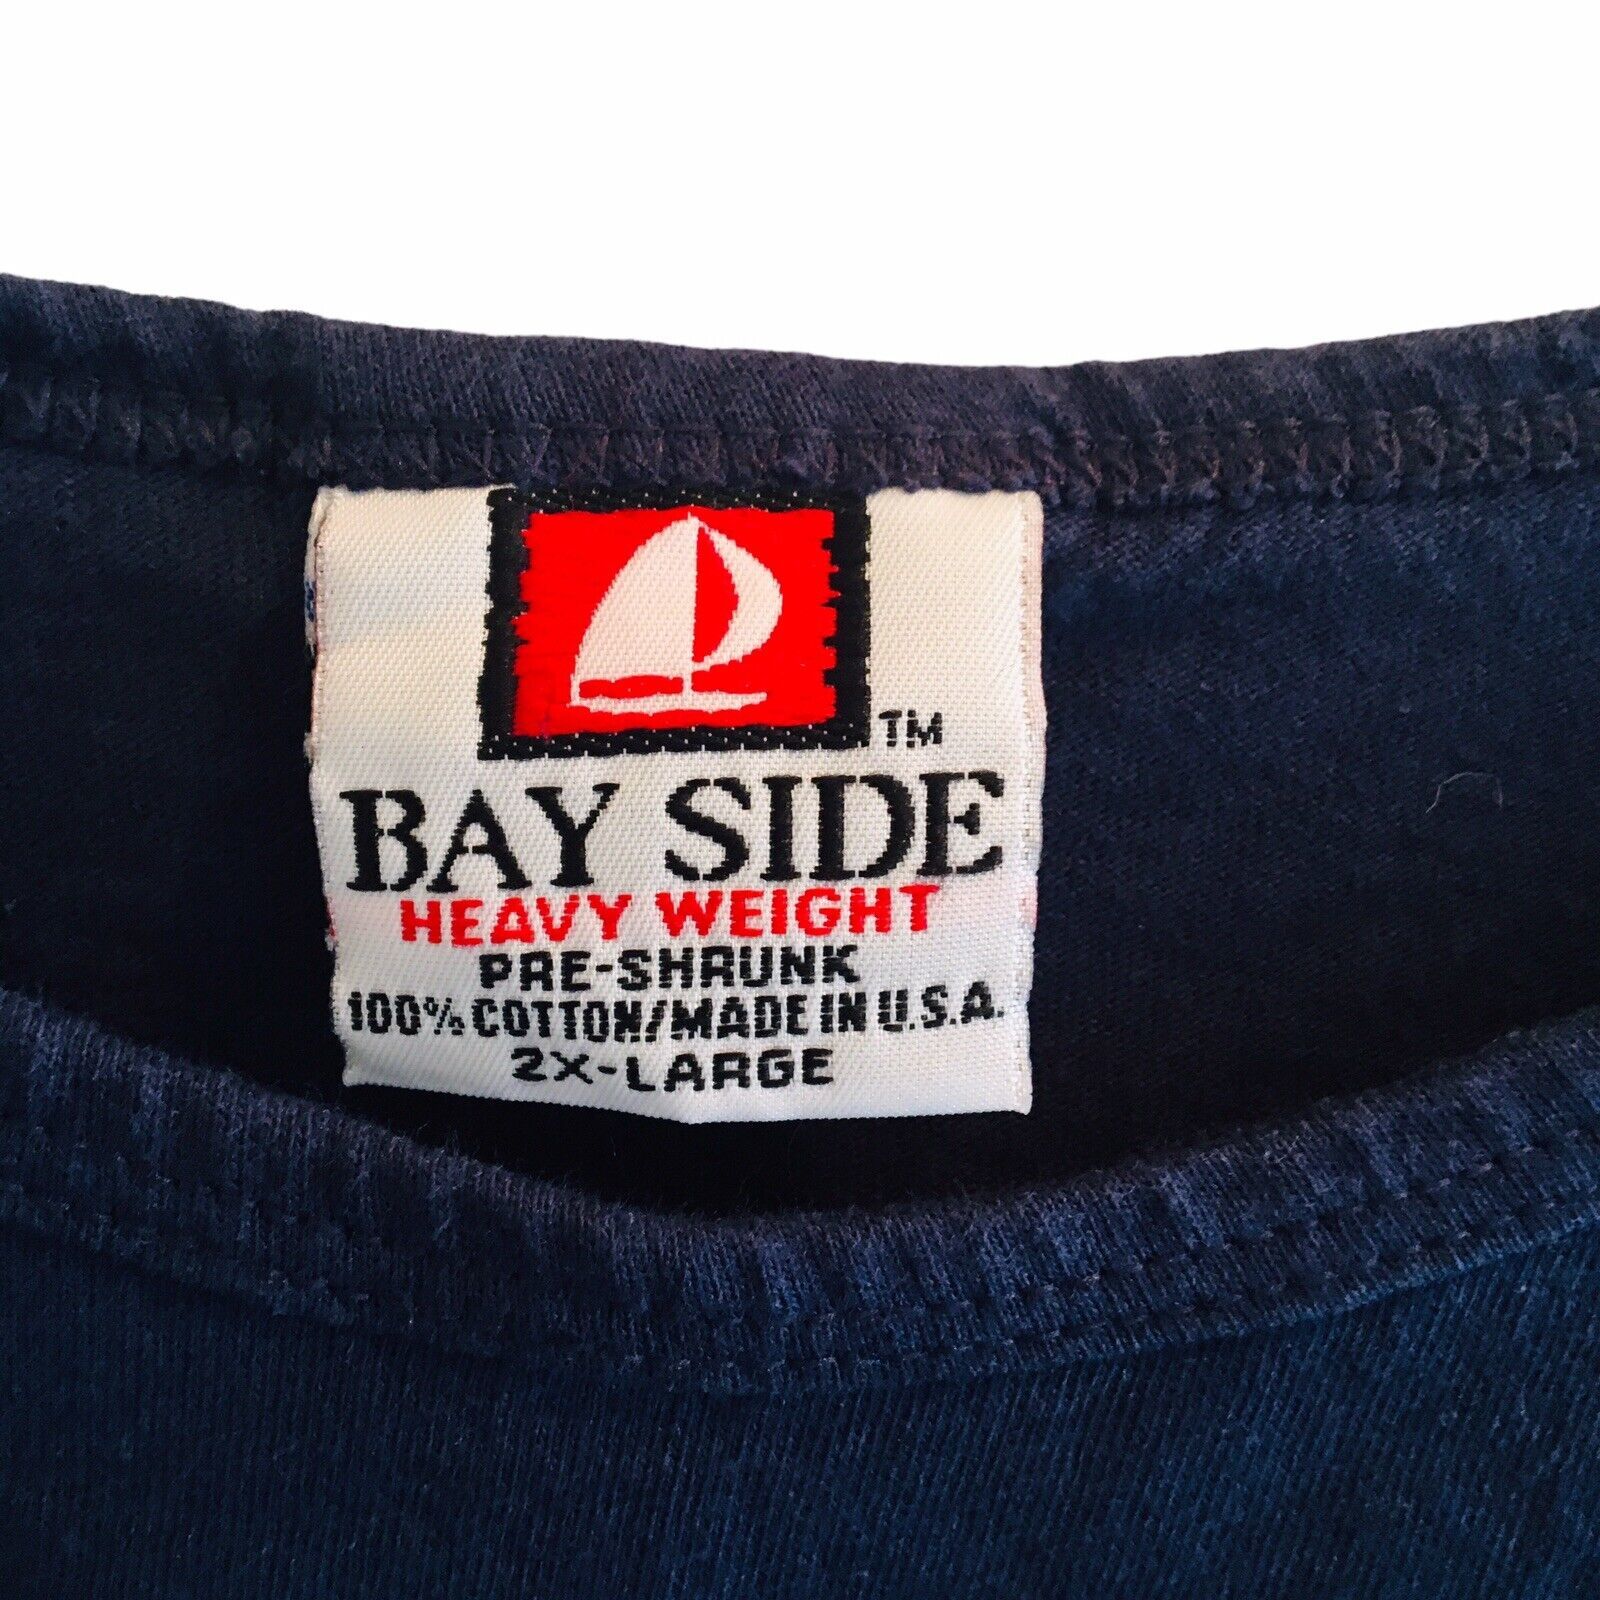 TM
BAY SIDE
HEAVY WEIGHT
PRE-SHRUNK
100% COTTON/MADE IN U.S.A.
2X-LARGE